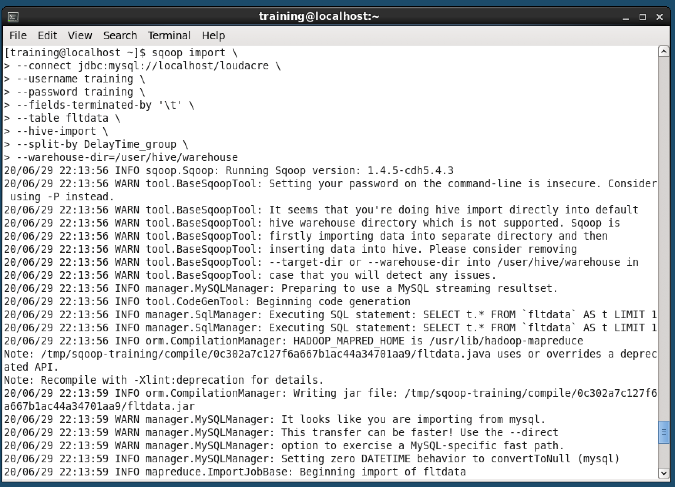 training@localhost:~
File Edit View Search Terminal Help
[training@localhost ~]$ sqoop import \
> --connect jdbc:mysql://localhost/loudacre \
> --username training \
> --password training \
> --fields-terminated-by '\t' \
> --table fltdata \
> --hive-import \
> --split-by DelayTime_group \
> --warehouse-dir=/user/hive/warehouse
20/06/29 22:13:56 INFO sqoop.Sqoop: Running Sqoop version: 1.4.5-cdh5.4.3
20/06/29 22:13:56 WARN tool.BaseSqoopTool: Setting your password on the command-line is insecure. Consider
 using -P instead.
20/06/29 22:13:56 WARN tool.BaseSqoopTool: It seems that you're doing hive import directly into default
20/06/29 22:13:56 WARN tool.BaseSqoopTool: hive warehouse directory which is not supported. Sqoop is
20/06/29 22:13:56 WARN tool.BaseSqoopTool: firstly importing data into separate directory and then
20/06/29 22:13:56 WARN tool.BaseSqoopTool: inserting data into hive. Please consider removing
20/06/29 22:13:56 WARN tool.BaseSqoopTool: --target-dir or --warehouse-dir into /user/hive/warehouse in
20/06/29 22:13:56 WARN tool.BaseSqoopTool: case that you will detect any issues.
20/06/29 22:13:56 INFO manager.MySQLManager: Preparing to use a MySQL streaming resultset.
20/06/29 22:13:56 INFO tool.CodeGenTool: Beginning code generation
20/06/29 22:13:56 INFO manager.SqlManager: Executing SQL statement: SELECT t.* FROM `fltdata` AS t LIMIT 1
20/06/29 22:13:56 INFO manager.SqlManager: Executing SQL statement: SELECT t.* FROM `fltdata` AS t LIMIT 1
20/06/29 22:13:56 INFO orm.CompilationManager: HADOOP_MAPRED_HOME is /usr/lib/hadoop-mapreduce
Note: /tmp/sqoop-training/compile/0c302a7c127f6a667b1ac44a34701aa9/fltdata.java uses or overrides a deprec
ated API.
Note: Recompile with -Xlint:deprecation for details.
20/06/29 22:13:59 INFO orm.CompilationManager: Writing jar file: /tmp/sqoop-training/compile/0c302a7c127f6
a667b1ac44a34701aa9/fltdata.jar
20/06/29 22:13:59 WARN manager.MySQLManager: It looks like you are importing from mysql.
20/06/29 22:13:59 WARN manager.MySQLManager: This transfer can be faster! Use the --direct
20/06/29 22:13:59 WARN manager.MySQLManager: option to exercise a MySQL-specific fast path.
20/06/29 22:13:59 INFO manager.MySQLManager: Setting zero DATETIME behavior to convertToNull (mysql)
20/06/29 22:13:59 INFO mapreduce.ImportJobBase: Beginning import of fltdata